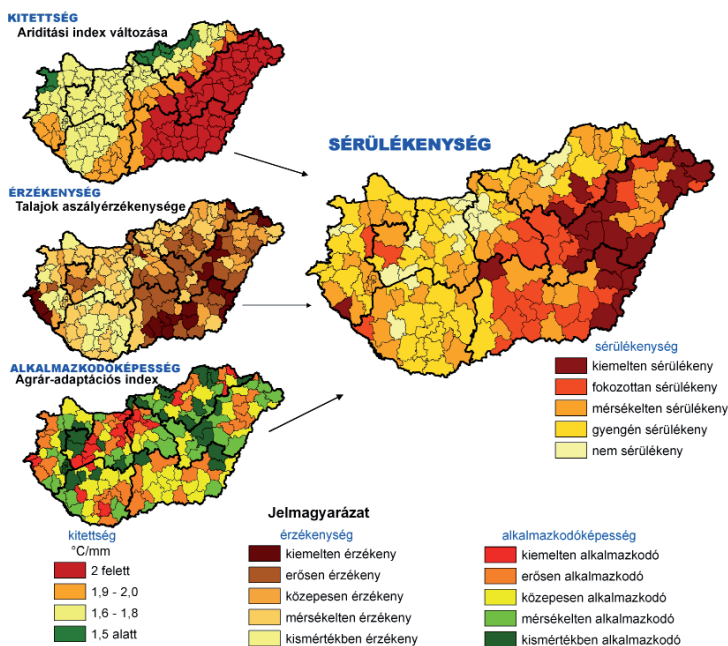 KITETTSÉG
Ariditási index változása
ÉRZÉKENYSÉG
Talajok aszályérzékenysége
ALKALMAZKODÓKÉPESSÉG
Agrár-adaptációs index
SÉRÜLÉKENYSÉG
sérülékenység
kiemelten sérülékeny
fokozottan sérülékeny
mérsékelten sérülékeny
gyengén sérülékeny
nem sérülékeny
Jelmagyarázat
kitettség
°C/mm
2 felett
1,9 - 2,0
1,6 - 1,8
1,5 alatt
érzékenység
kiemelten érzékeny
erősen érzékeny
közepesen érzékeny
mérsékelten érzékeny
kismértékben érzékeny
alkalmazkodóképesség
kiemelten alkalmazkodó
erősen alkalmazkodó
közepesen alkalmazkodó
mérsékelten alkalmazkodó
kismértékben alkalmazkodó